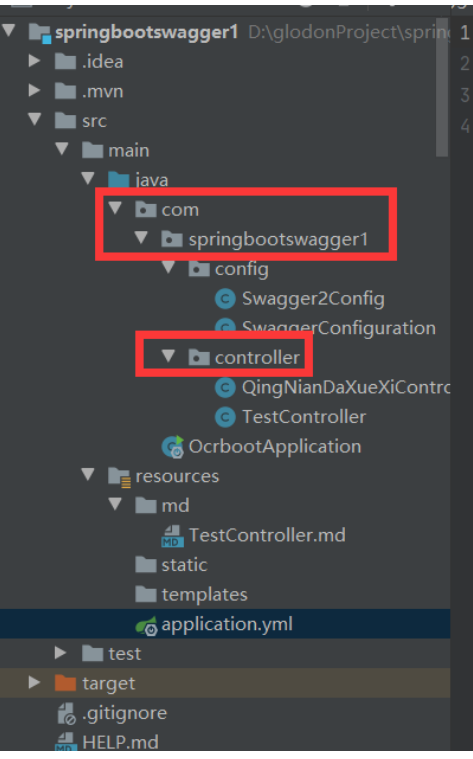 springbootswagger1 D:\glodonProject\spring
.idea
.mvn
src
main
java
com
springbootswagger1
config
Swagger2Config
SwaggerConfiguration
controller
QingNianDaXueXiContro
TestController
OcrbootApplication
resources
md
TestController.md
static
templates
application.yml
test
target
.gitignore
HELP.md
1
2
3
4